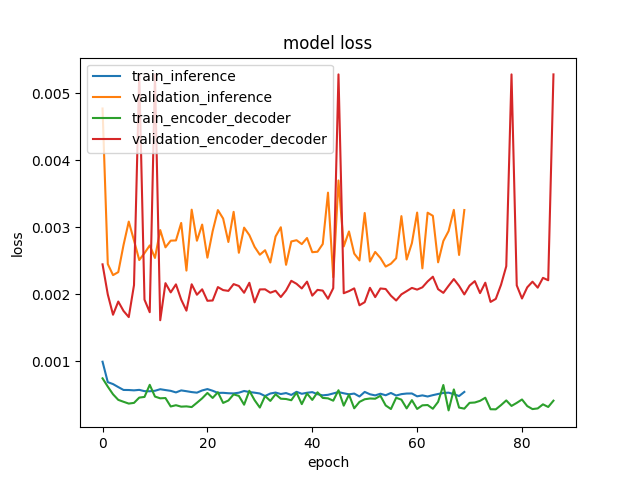 model loss
train_inference
validation_inference
train_encoder_decoder
validation_encoder_decoder
0.005
0.004
0.003
0.002
0.001
loss
0 20 40 60 80
epoch